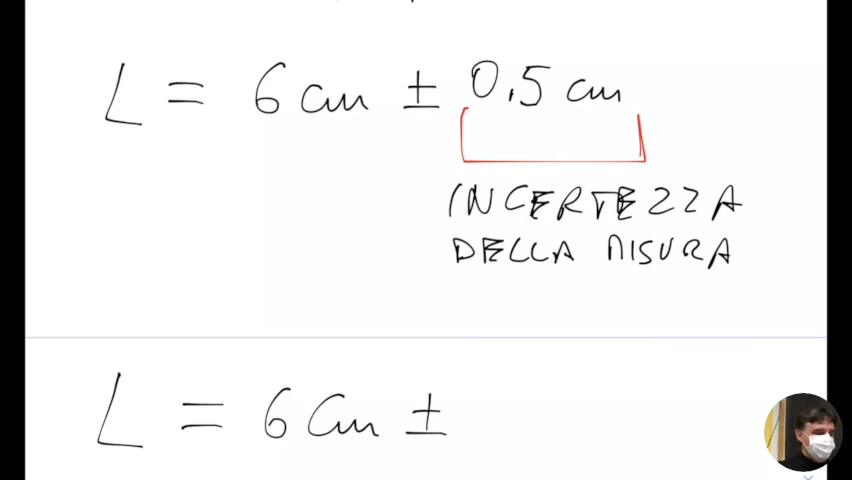 L = 6 cm ± 0.5 cm
INCERTEZZA
DELLA MISURA
L = 6 cm ±